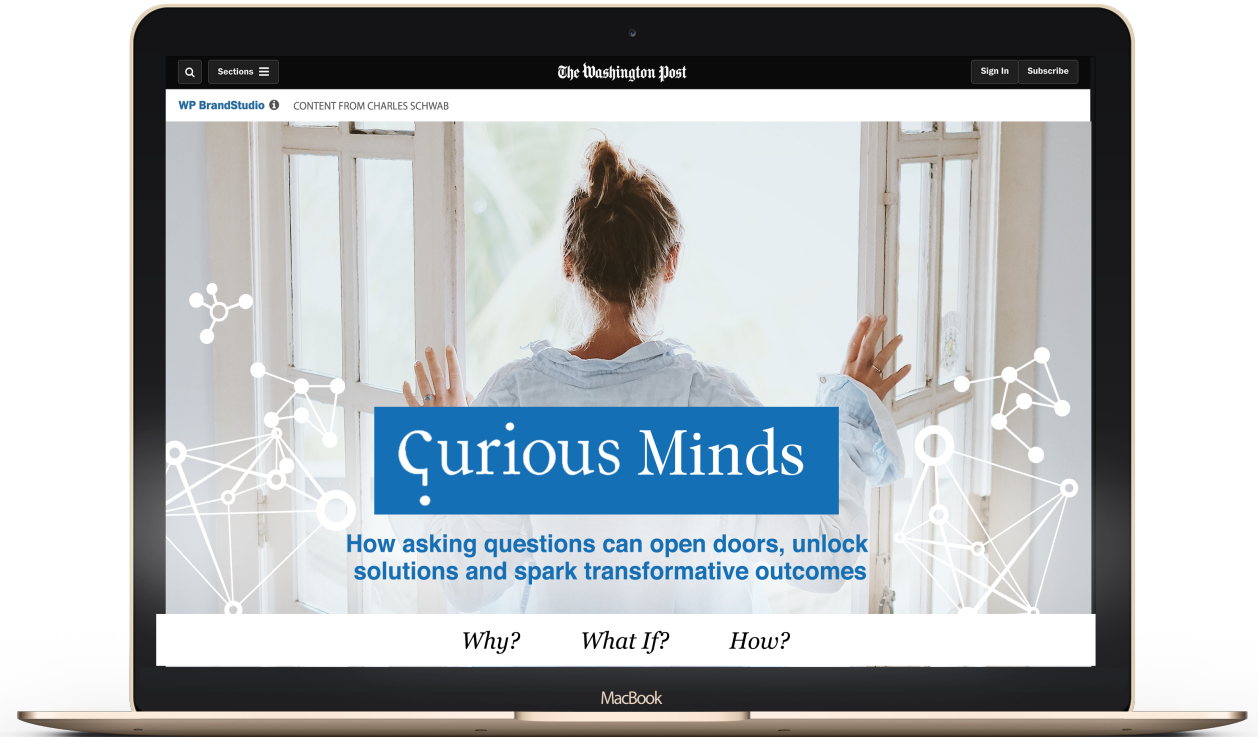 Sections
The Washington Post
Sign In
Subscribe
WP BrandStudio
CONTENT FROM CHARLES SCHWAB
Curious Minds
How asking questions can open doors, unlock
solutions and spark transformative outcomes
Why?
What If?
How?
MacBook